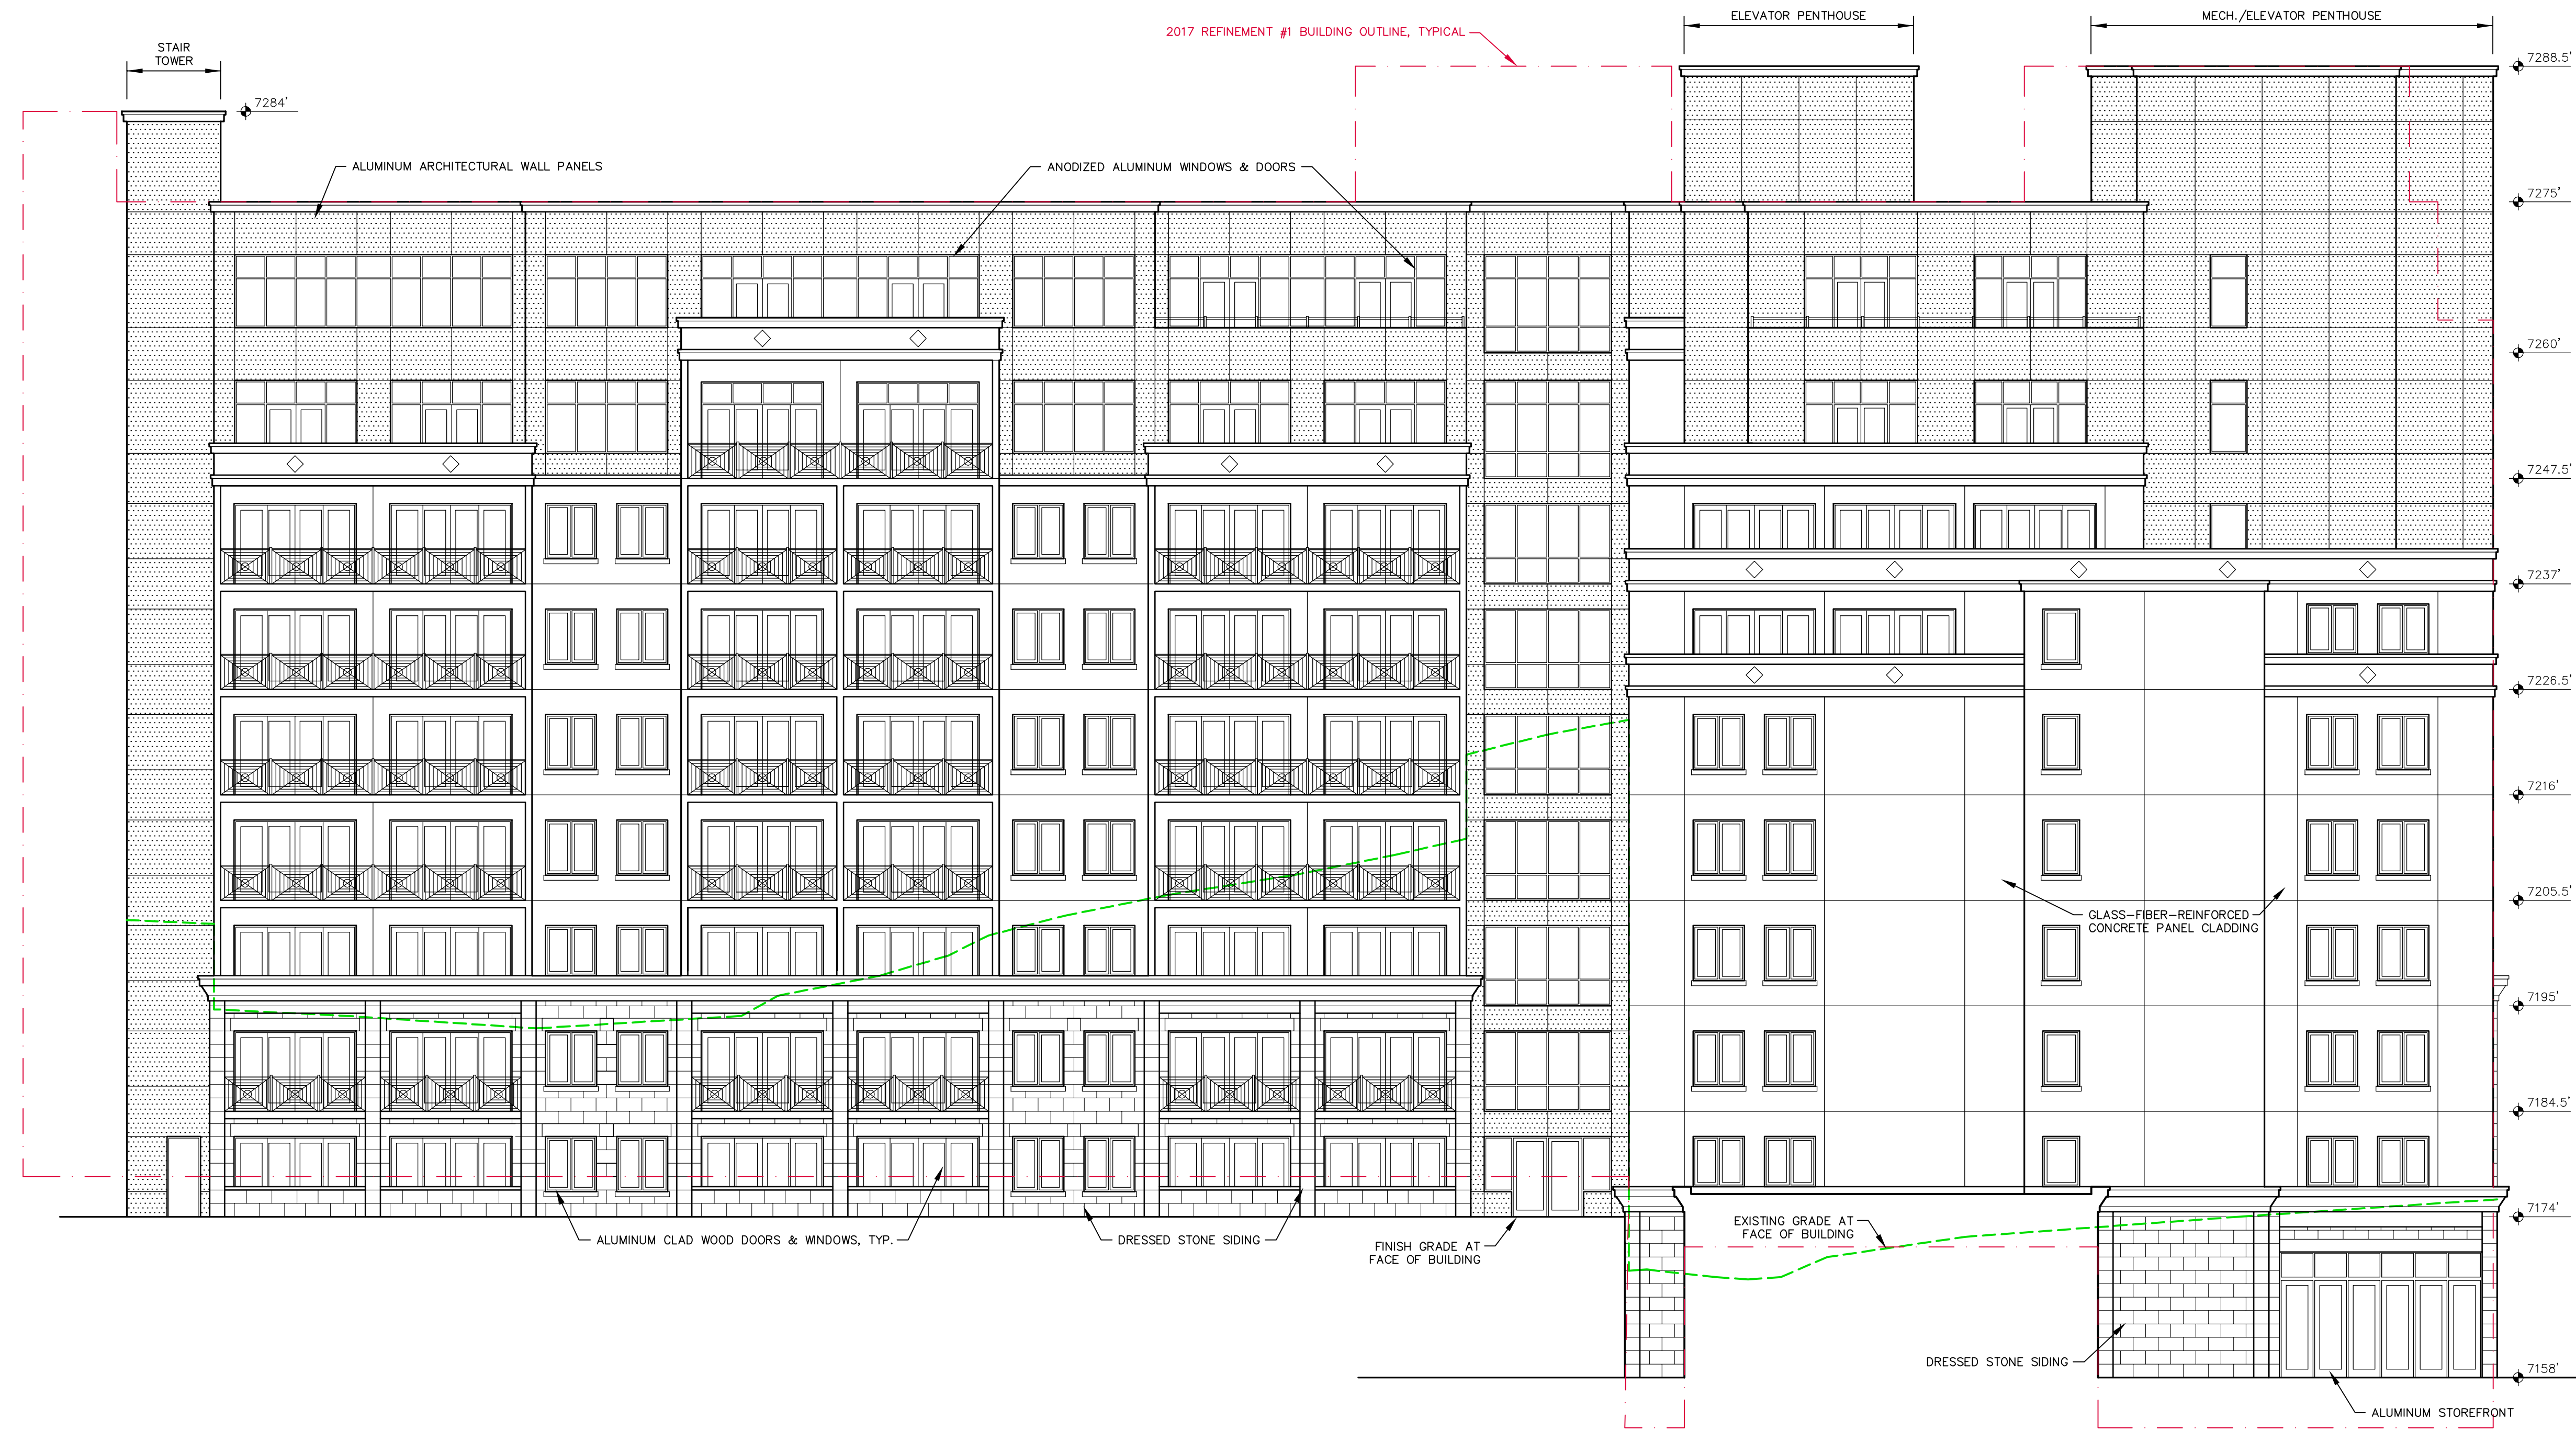 ELEVATOR PENTHOUSE
MECH./ELEVATOR PENTHOUSE
2017 REFINEMENT #1 BUILDING OUTLINE, TYPICAL
STAIR
TOWER
7288.5'
7284'
ALUMINUM ARCHITECTURAL WALL PANELS
ANODIZED ALUMINUM WINDOWS & DOORS
7275'
7260'
7247.5'
7237'
7226.5'
7216'
7205.5'
GLASS-FIBER-REINFORCED
CONCRETE PANEL CLADDING
7195'
7184.5'
7174'
EXISTING GRADE AT
FACE OF BUILDING
ALUMINUM CLAD WOOD DOORS & WINDOWS, TYP.
DRESSED STONE SIDING
FINISH GRADE AT
FACE OF BUILDING
DRESSED STONE SIDING
7158'
ALUMINUM STOREFRONT